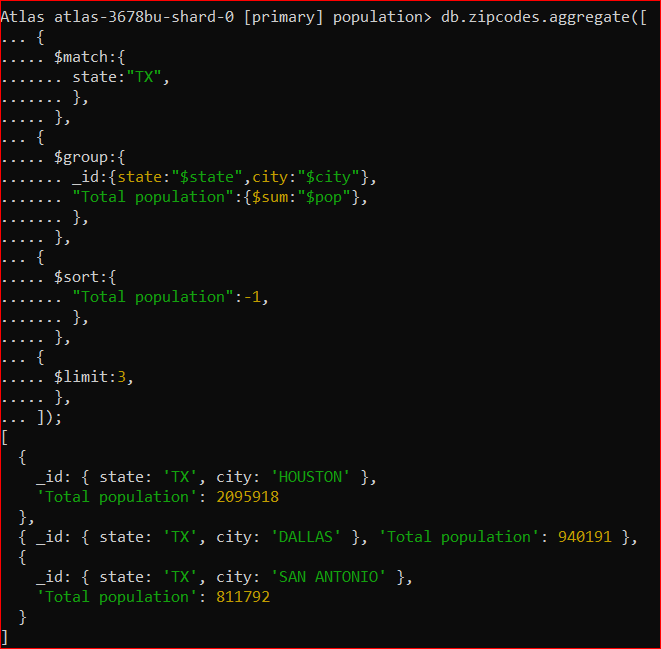 Atlas atlas-3678bu-shard-0 [primary] population> db.zipcodes.aggregate([
... {
..... $match:{
....... state:"TX",
....... },
..... },
... {
..... $group:{
....... _id:{state:"$state",city:"$city"},
....... "Total population":{$sum:"$pop"},
....... },
..... },
... {
..... $sort:{
....... "Total population":-1,
....... },
..... },
... {
..... $limit:3,
..... },
... ]);
[
  {
    _id: { state: 'TX', city: 'HOUSTON' },
    'Total population': 2095918
  },
  { _id: { state: 'TX', city: 'DALLAS' }, 'Total population': 940191 },
  {
    _id: { state: 'TX', city: 'SAN ANTONIO' },
    'Total population': 811792
  }
]